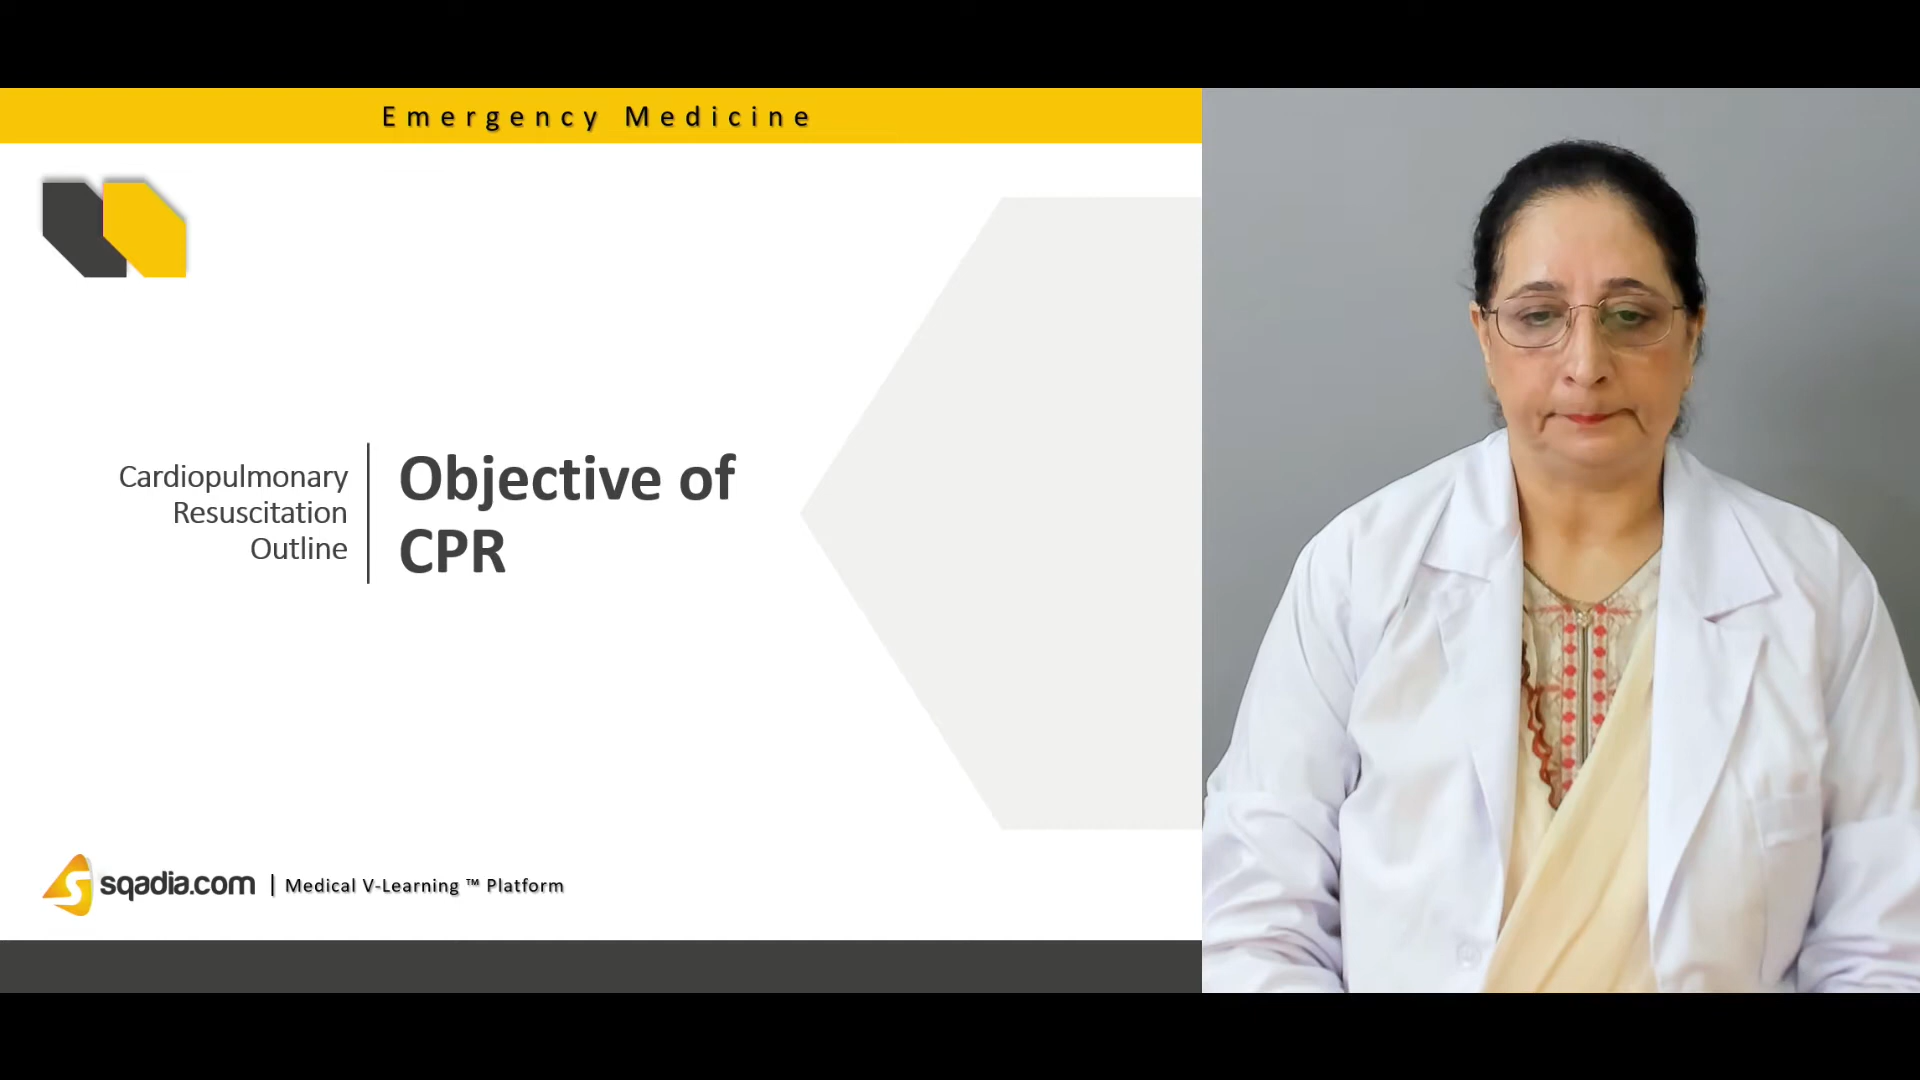 Emergency Medicine
Cardiopulmonary
Resuscitation
Outline
Objective of
CPR
sqadia.com | Medical V-Learning ™ Platform